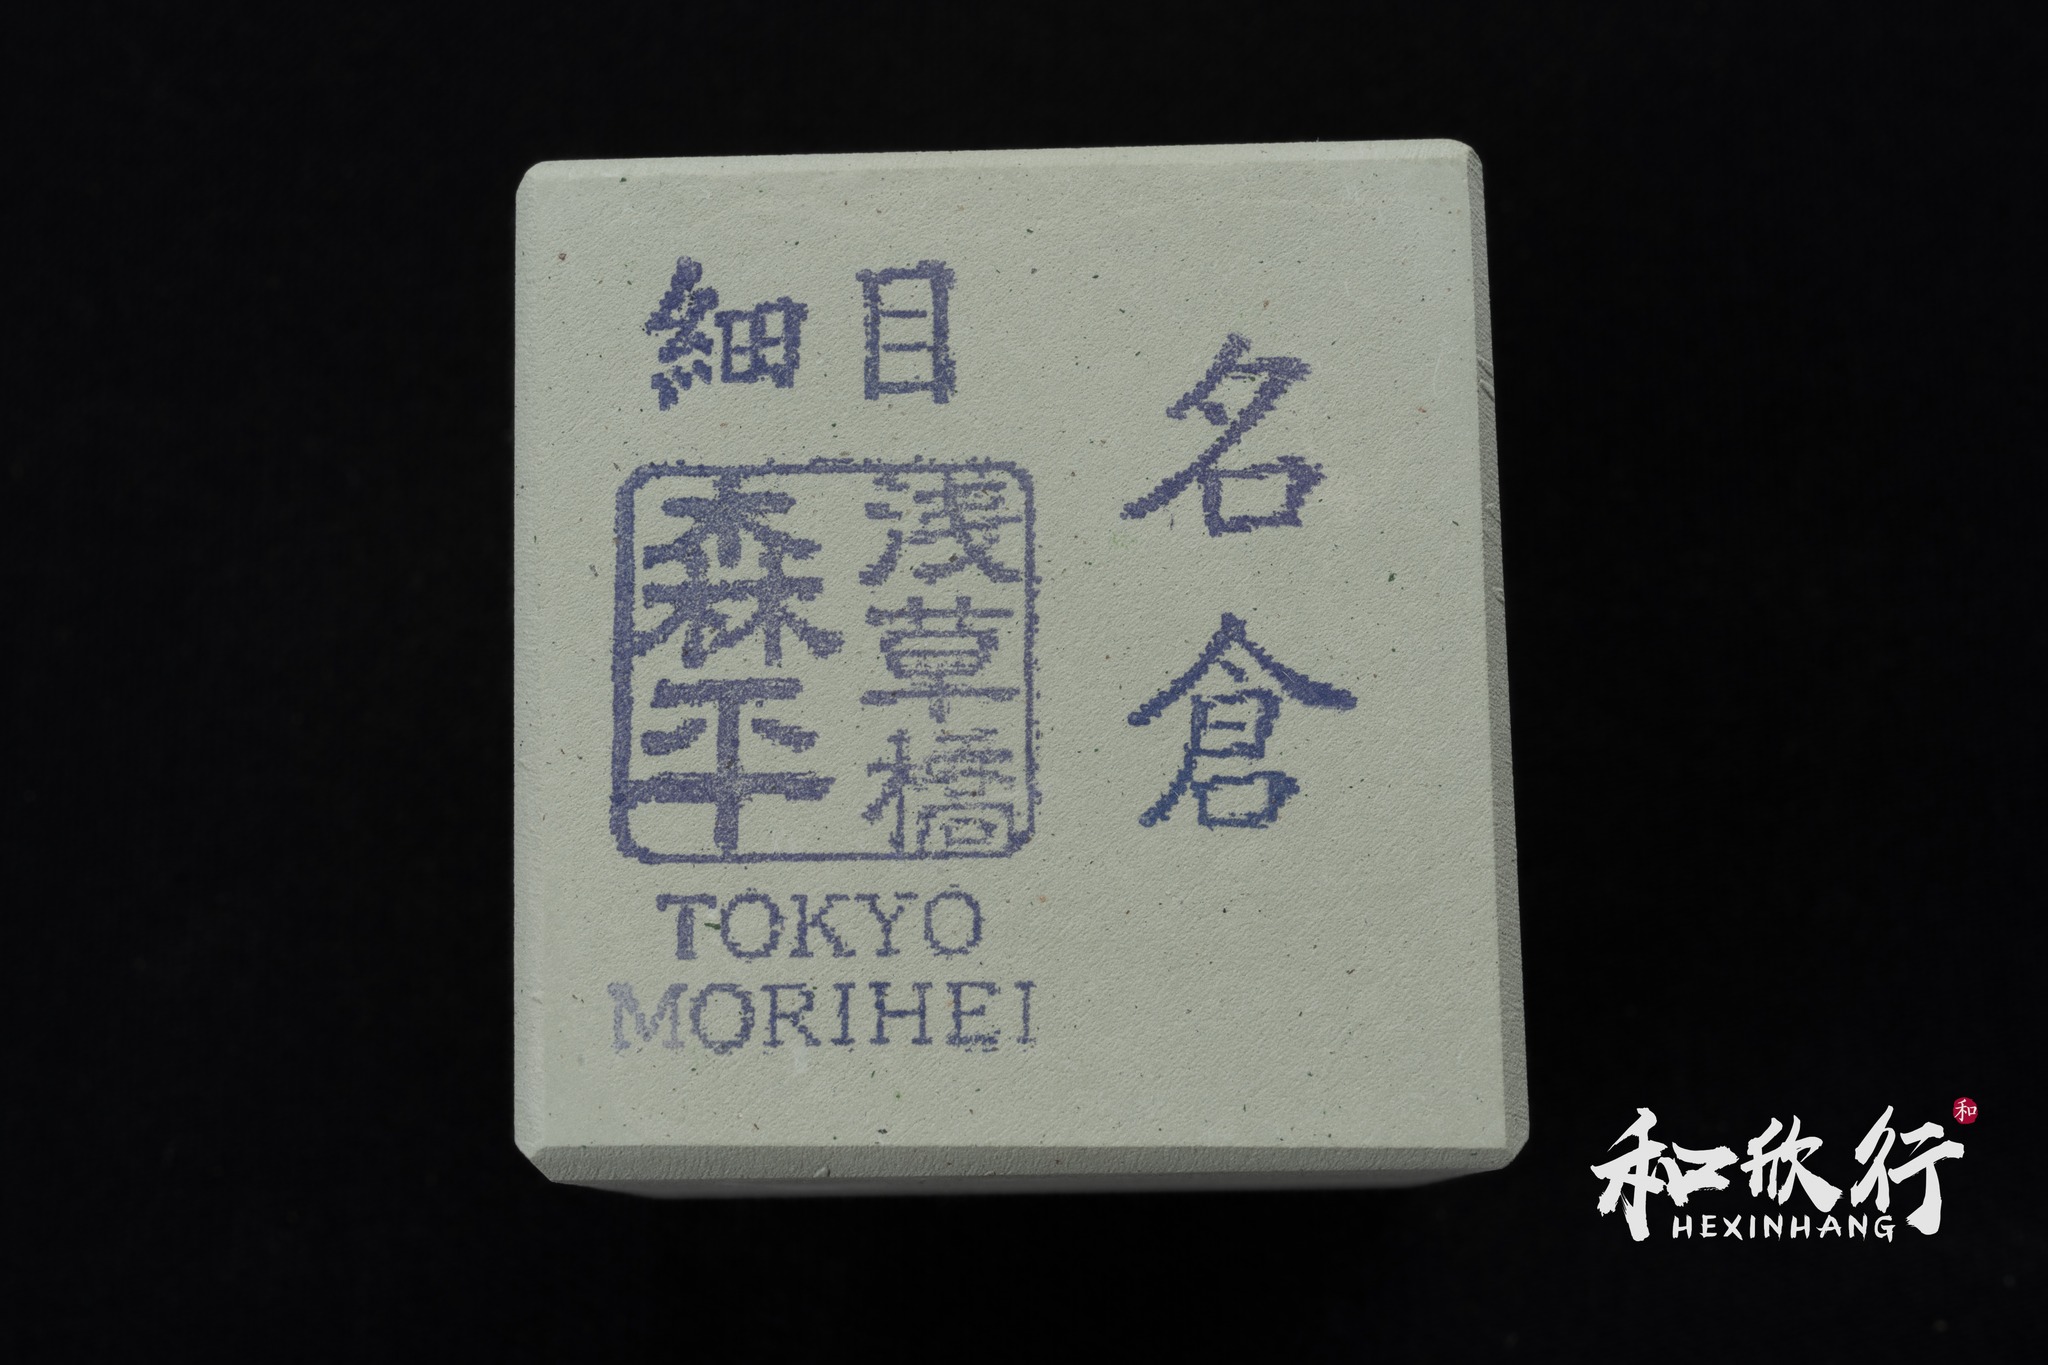 名倉
細目
浅草橋
森平
TOKYO
MORIHEI
和欣行
和
HEXINHANG